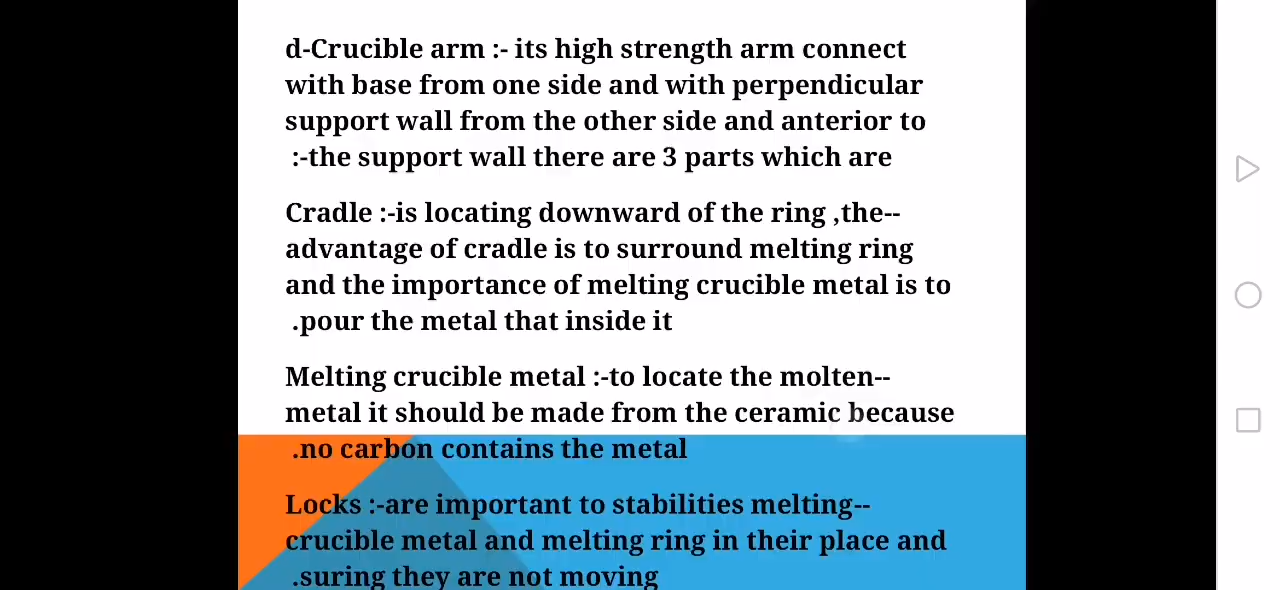 d-Crucible arm :- its high strength arm connect
with base from one side and with perpendicular
support wall from the other side and anterior to
:-the support wall there are 3 parts which are
Cradle :-is locating downward of the ring ,the--
advantage of cradle is to surround melting ring
and the importance of melting crucible metal is to
.pour the metal that inside it
Melting crucible metal :-to locate the molten--
metal it should be made from the ceramic because
.no carbon contains the metal
Locks :-are important to stabilities melting--
crucible metal and melting ring in their place and
.suring they are not moving